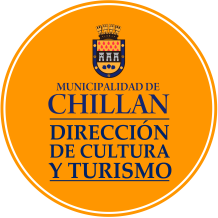 MUNICIPALIDAD DE
CHILLAN
DIRECCIÓN
DE CULTURA
Y TURISMO